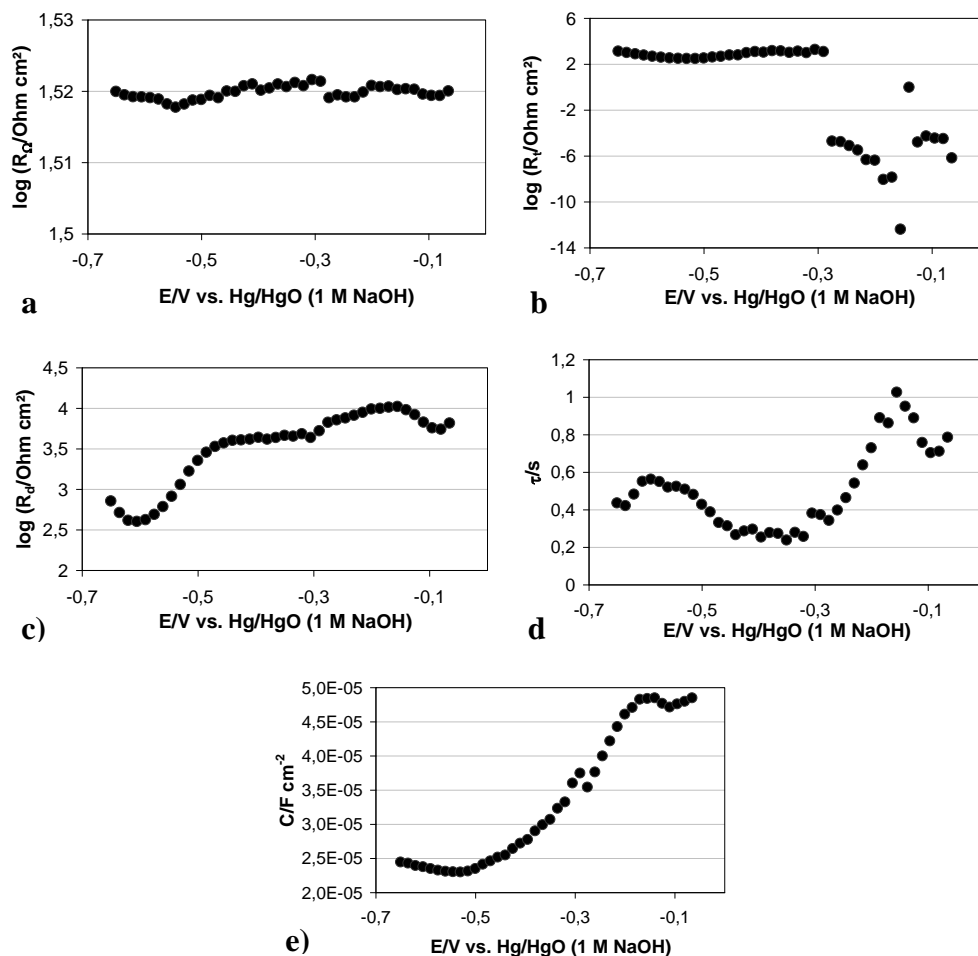 1,53
1,52
1,51
1,5
-0,7
-0,5
-0,3
-0,1
log (RΩ/Ohm cm²)
E/V vs. Hg/HgO (1 M NaOH)
a
6
2
-2
-6
-10
-14
-0,7
-0,5
-0,3
-0,1
log (Rt/Ohm cm²)
E/V vs. Hg/HgO (1 M NaOH)
b
4,5
4
3,5
3
2,5
2
-0,7
-0,5
-0,3
-0,1
log (Rd/Ohm cm²)
E/V vs. Hg/HgO (1 M NaOH)
c)
1,2
1
0,8
0,6
0,4
0,2
0
-0,7
-0,5
-0,3
-0,1
τ/s
E/V vs. Hg/HgO (1 M NaOH)
d
5,0E-05
4,5E-05
4,0E-05
3,5E-05
3,0E-05
2,5E-05
2,0E-05
-0,7
-0,5
-0,3
-0,1
C/F cm⁻²
E/V vs. Hg/HgO (1 M NaOH)
e)